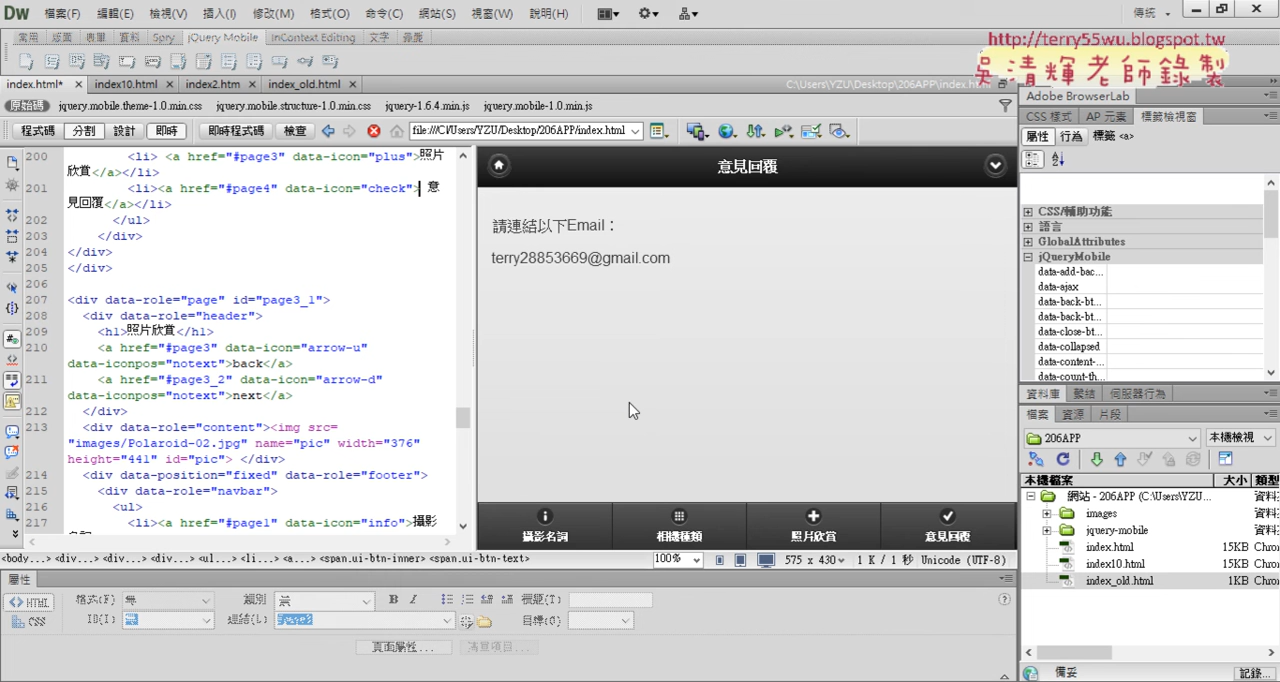 Dw 檔案(F) 編輯(E) 檢視(V) 插入(I) 修改(M) 格式(O) 命令(C) 網站(S) 視窗(W) 說明(H) 傳統
http://terry55wu.blogspot.tw
吳清輝老師錄製
常用 版面 表單 資料 Spry jQuery Mobile InContext Editing 文字
index.html* index10.html index2.htm index_old.html C:\Users\YZU\Desktop\206APP\index.html
原始碼 jquery.mobile.theme-1.0.min.css jquery.mobile.structure-1.0.min.css jquery-1.6.4.min.js jquery.mobile-1.0.min.js
程式碼 分割 設計 即時 即時程式碼 檢查 file:///C|/Users/YZU/Desktop/206APP/index.html
200 <li> <a href="#page3" data-icon="plus">照片
欣賞</a></li>
201 <li><a href="#page4" data-icon="check"> 意
見回覆</a></li>
202 </ul>
203 </div>
204 </div>
205 </div>
206
207 <div data-role="page" id="page3_1">
208 <div data-role="header">
209 <h1>照片欣賞</h1>
210 <a href="#page3" data-icon="arrow-u"
data-iconpos="notext">back</a>
211 <a href="#page3_2" data-icon="arrow-d"
data-iconpos="notext">next</a>
212 </div>
213 <div data-role="content"><img src=
"images/Polaroid-02.jpg" name="pic" width="376"
height="441" id="pic"> </div>
214 <div data-position="fixed" data-role="footer">
215 <div data-role="navbar">
216 <ul>
217 <li><a href="#page1" data-icon="info">攝影
意見回覆
請連結以下Email：
terry28853669@gmail.com
攝影名詞 相機種類 照片欣賞 意見回覆
<body...><div...><div...><div...><ul...><li...><a...><span.ui-btn-inner><span.ui-btn-text>
100% 575 x 430 1 K / 1 秒 Unicode (UTF-8)
屬性
<> HTML 格式(F) 無 類別 無 B I 標題(T)
CSS ID(I) 無 連結(L) #page4 目標(G)
頁面屬性... 清單項目...
Adobe BrowserLab
CSS 樣式 AP 元素 標籤檢視窗
屬性 行為 標籤 <a>
CSS/輔助功能
語言
GlobalAttributes
jQueryMobile
data-add-bac...
data-ajax
data-back-bt...
data-back-bt...
data-close-bt...
data-collapsed
data-content-...
data-count-th...
資料庫 繫結 伺服器行為
檔案 資源 片段
206APP 本機檢視
本機檔案 大小 類型
網站 - 206APP (C:\Users\YZU... 資料
images 資料
jquery-mobile 資料
index.html 15KB Chro
index10.html 15KB Chro
index_old.html 1KB Chro
備妥 記錄...